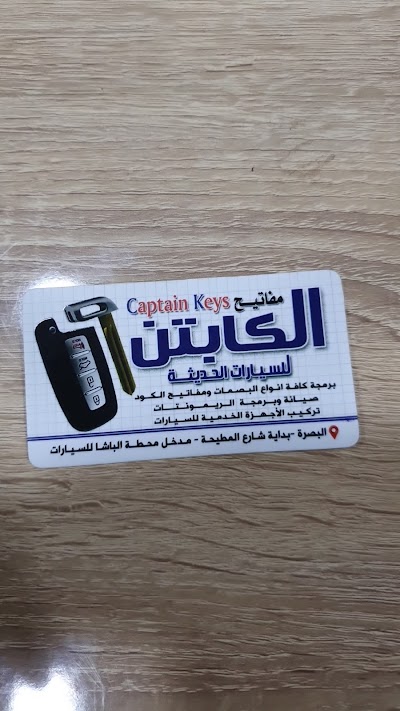 مفاتيح Captain Keys
الكابتن
للسيارات الحديثة
برمجة كافة انواع البصمات ومفاتيح الكود
صيانة وبرمجة الريمونتات
تركيب الأجهزة الخدمية للسيارات
البصرة -بداية شارع المطيحة - مدخل محطة الباشا للسيارات